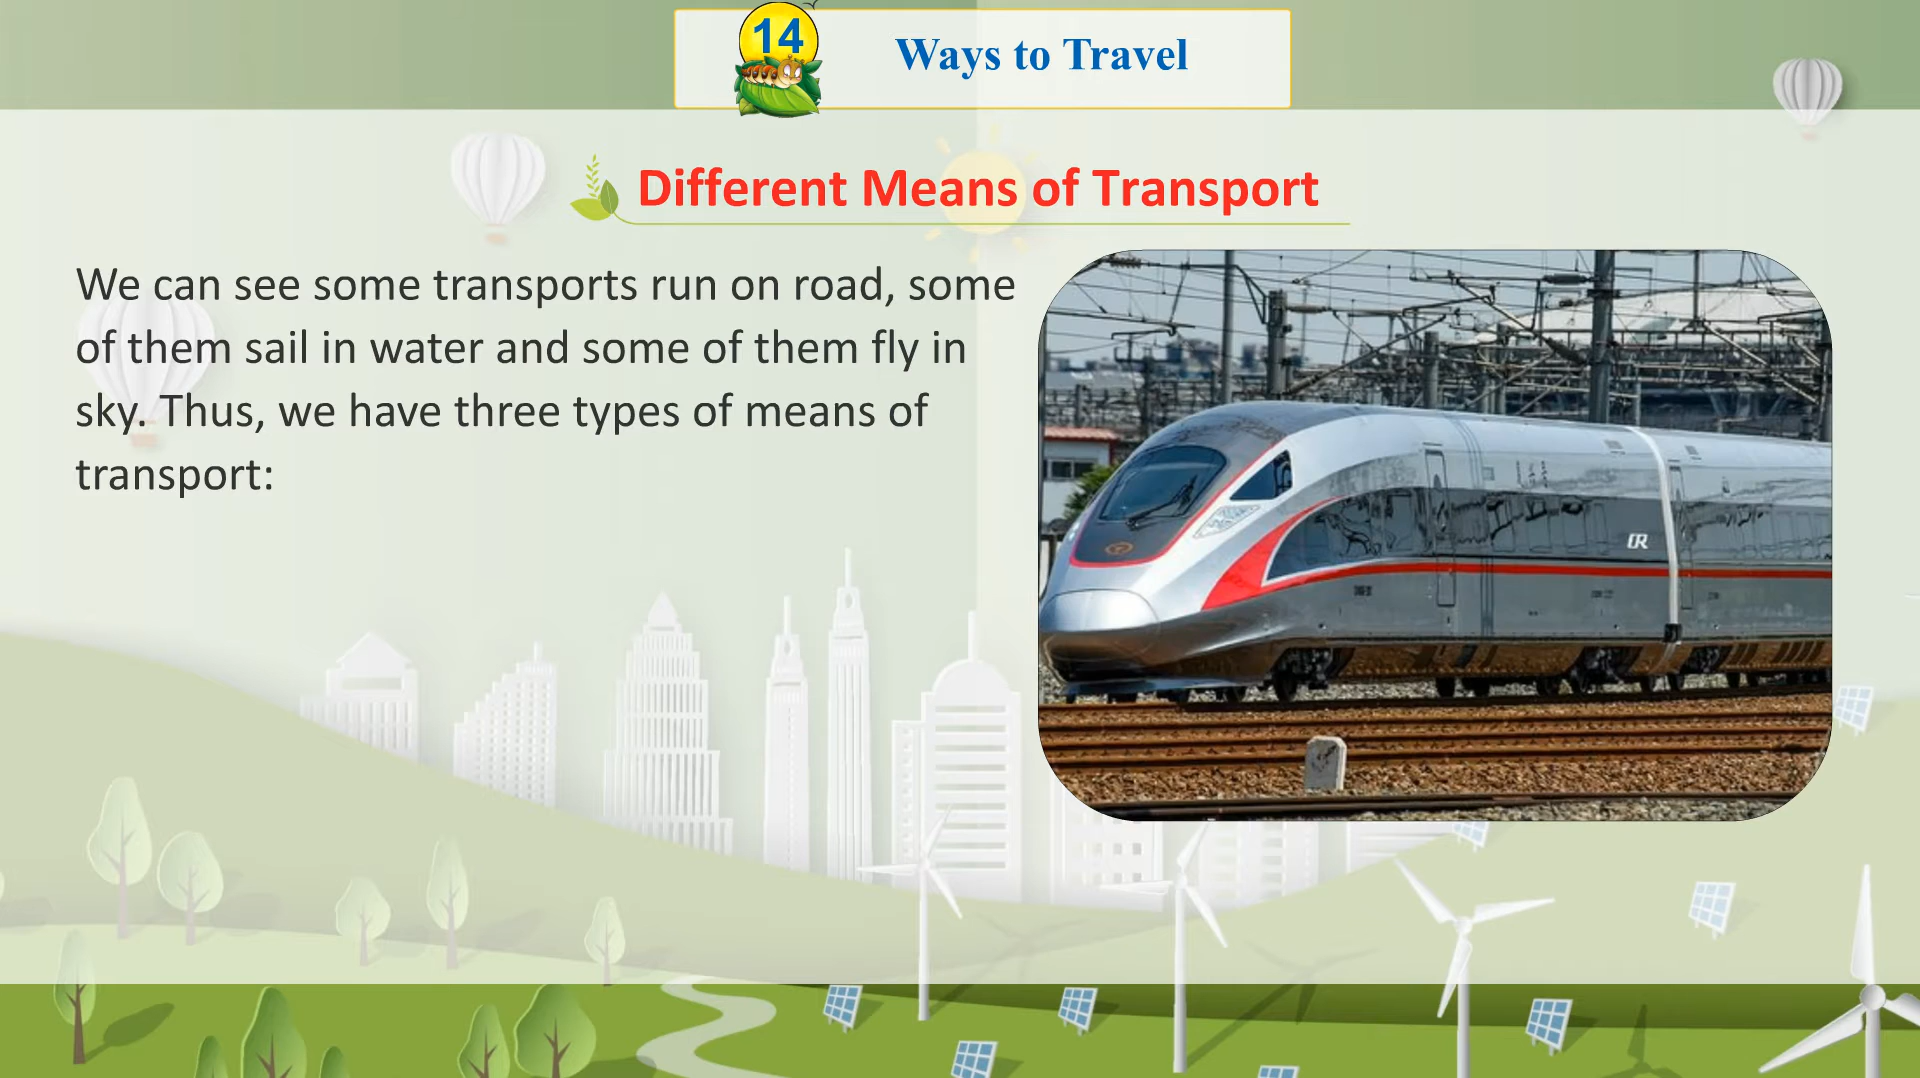 14
Ways to Travel
Different Means of Transport
We can see some transports run on road, some
of them sail in water and some of them fly in
sky. Thus, we have three types of means of
transport:
CR